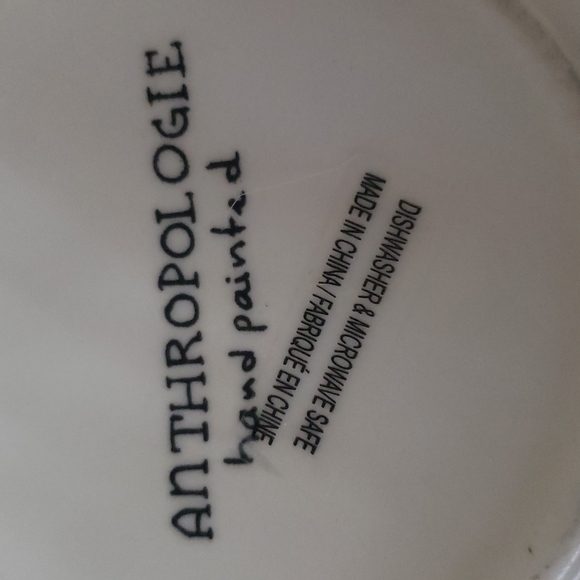 ANTHROPOLOGIE
hand painted
DISHWASHER & MICROWAVE SAFE
MADE IN CHINA / FABRIQUÉ EN CHINE